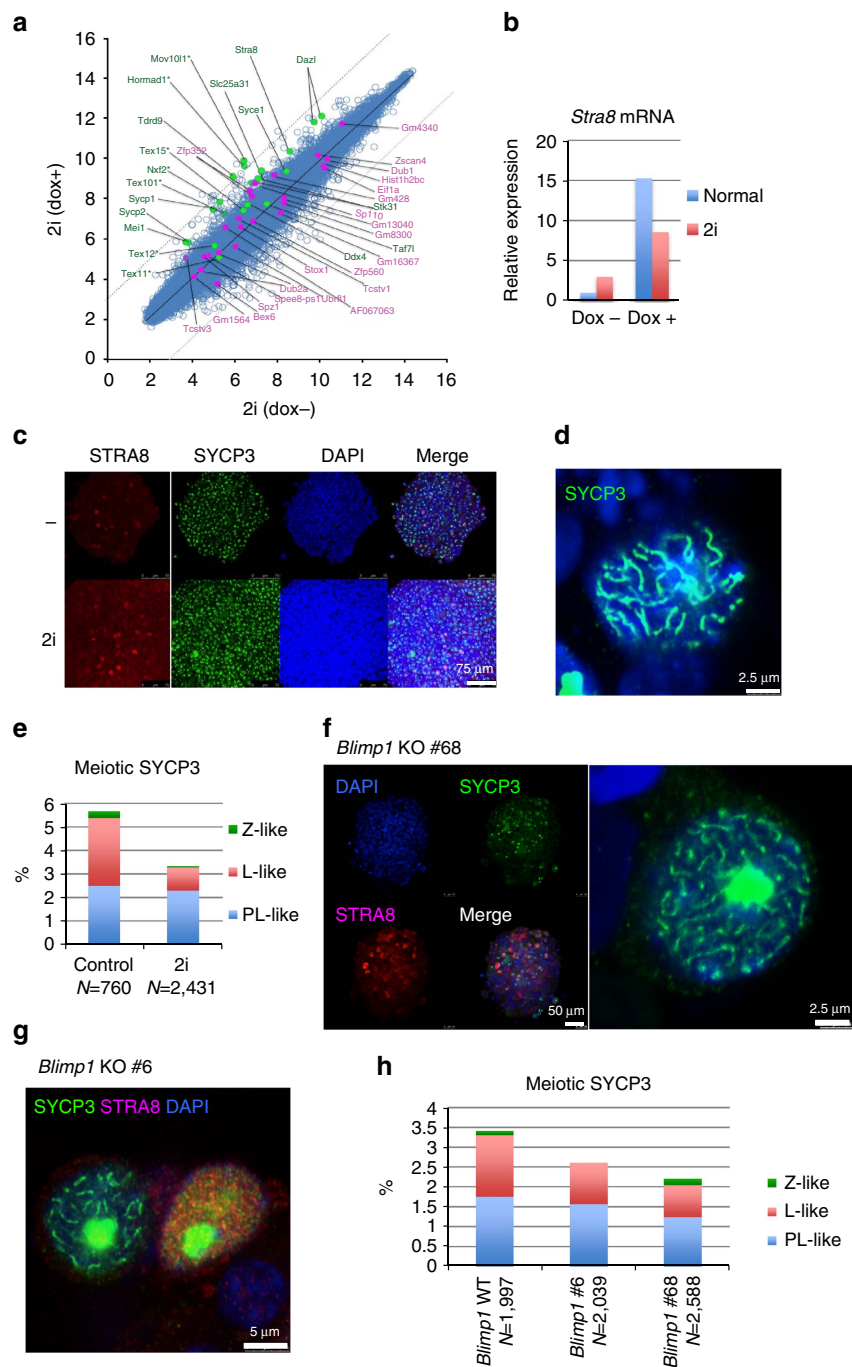 a
16
14
12
10
8
6
4
2
0
0 2 4 6 8 10 12 14 16
2i (dox+)
2i (dox–)
Mov10l1*
Stra8
Dazl
Hormad1*
Slc25a31
Tdrd9
Syce1
Tex15*
Zfp352
Nxf2*
Tex101*
Sycp1
Sycp2
Mei1
Tex12*
Tex11*
Gm4340
Zscan4
Dub1
Hist1h2bc
Eif1a
Gm428
Stk31
Sp110
Gm13040
Gm8300
Taf7l
Gm16367
Ddx4
Zfp560
Stox1
Tcstv1
Dub2a
Spee8-ps1Ubrf81
AF067063
Spz1
Bex6
Gm1564
Tcstv3
b
Stra8 mRNA
Relative expression
20
15
10
5
0
Dox – Dox +
Normal
2i
c
STRA8 SYCP3 DAPI Merge
–
2i
75 μm
d
SYCP3
2.5 μm
e
Meiotic SYCP3
%
6
5
4
3
2
1
0
Control
N=760
2i
N=2,431
Z-like
L-like
PL-like
f
Blimp1 KO #68
DAPI SYCP3
STRA8 Merge
50 μm
2.5 μm
g
Blimp1 KO #6
SYCP3 STRA8 DAPI
5 μm
h
Meiotic SYCP3
%
4
3.5
3
2.5
2
1.5
1
0.5
0
Blimp1 WT
N=1,997
Blimp1 #6
N=2,039
Blimp1 #68
N=2,588
Z-like
L-like
PL-like